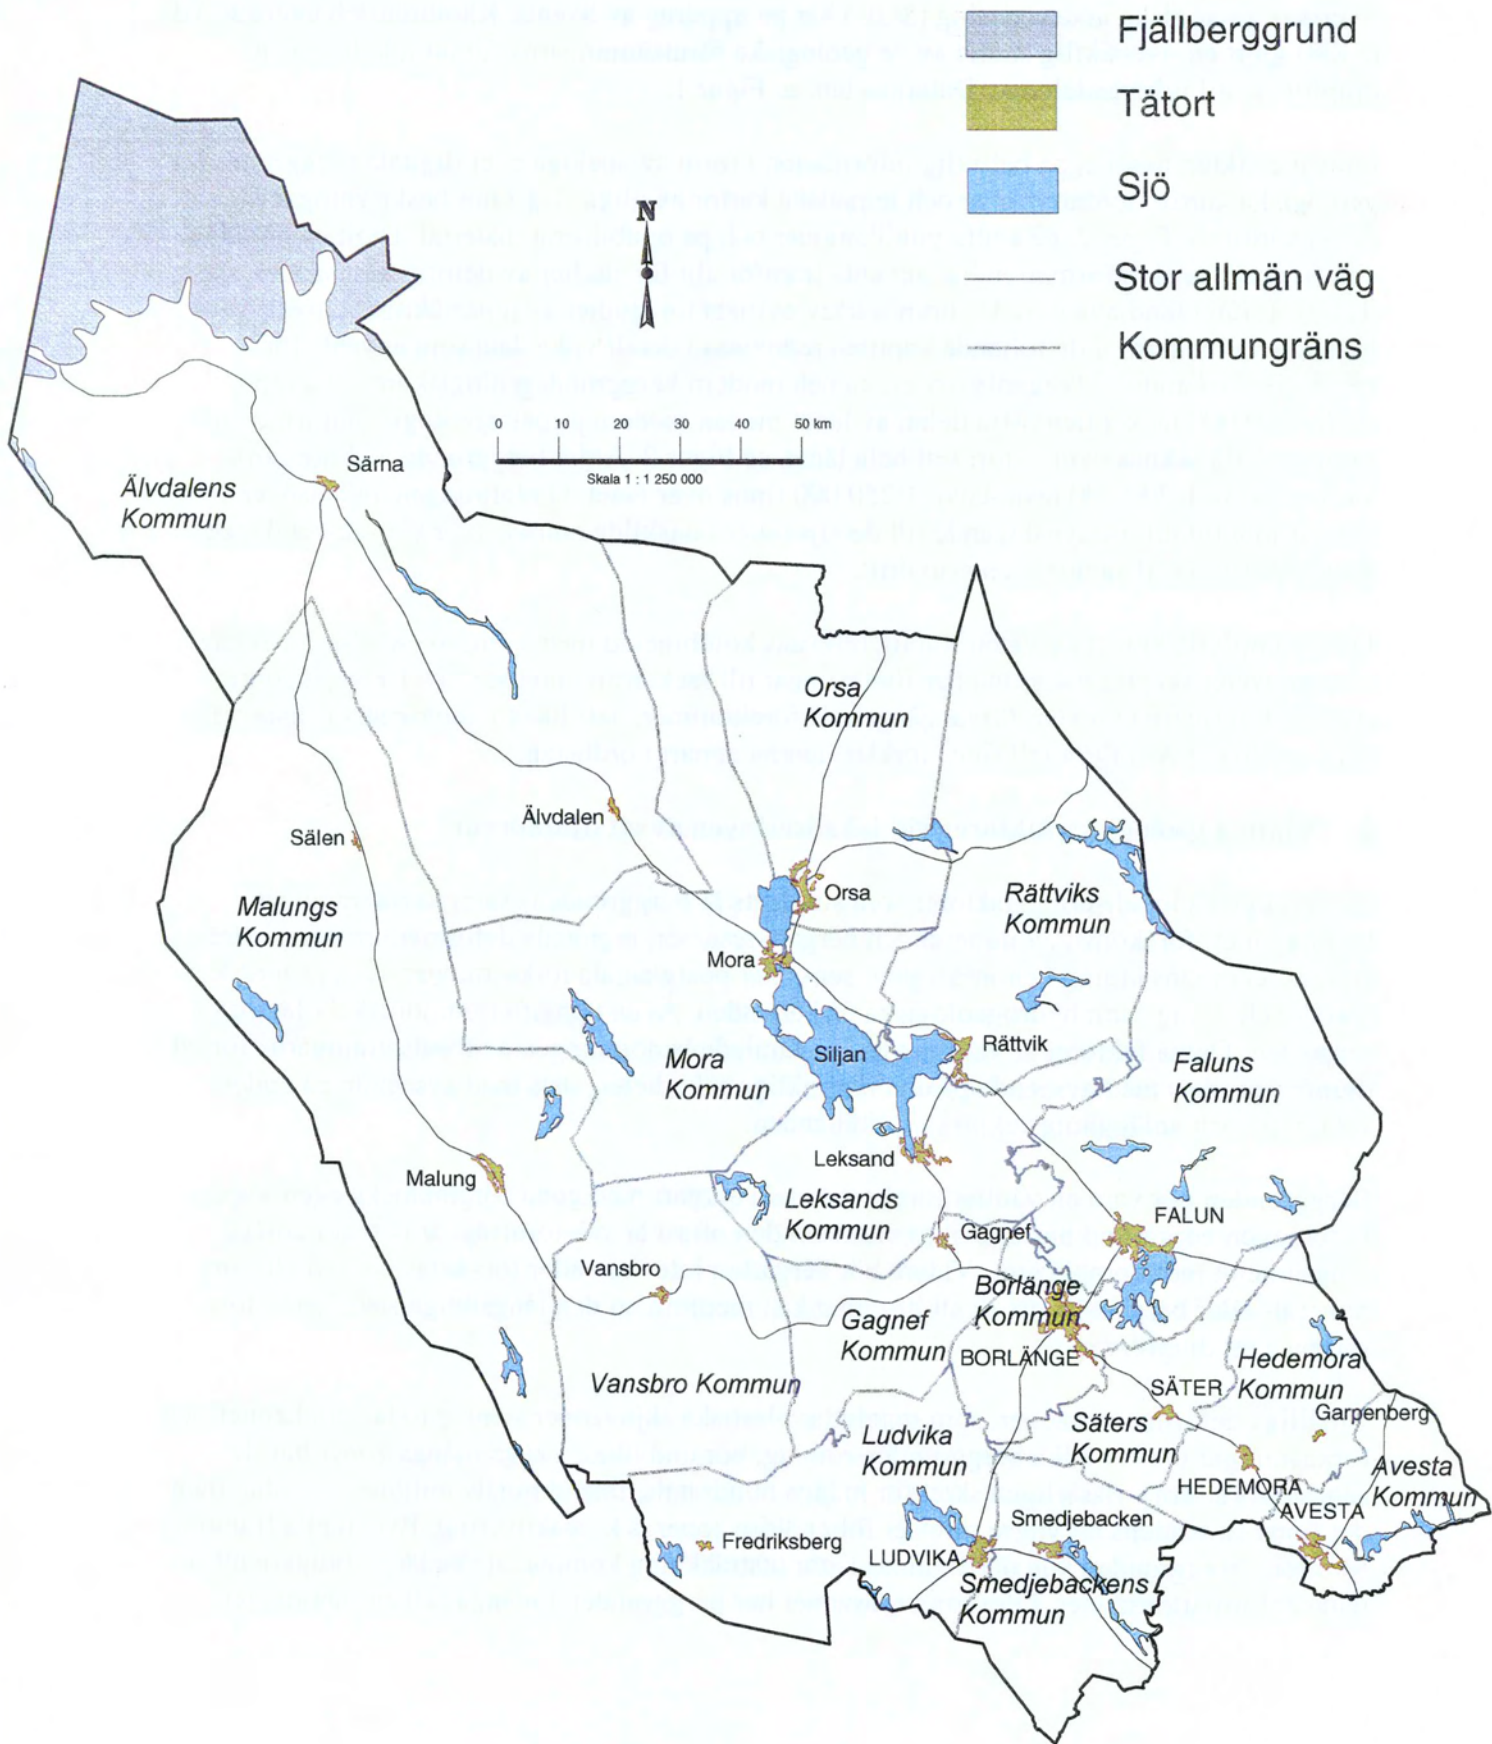 Fjällberggrund
Tätort
Sjö
Stor allmän väg
Kommungräns
N
0 10 20 30 40 50 km
Skala 1 : 1 250 000
Särna
Älvdalens
Kommun
Orsa
Kommun
Älvdalen
Sälen
Orsa
Rättviks
Kommun
Malungs
Kommun
Mora
Siljan
Rättvik
Mora
Kommun
Faluns
Kommun
Leksand
Malung
Leksands
Kommun
FALUN
Gagnef
Vansbro
Borlänge
Kommun
Gagnef
Kommun
BORLÄNGE
Hedemora
Kommun
Vansbro Kommun
SÄTER
Garpenberg
Säters
Kommun
Ludvika
Kommun
Avesta
Kommun
HEDEMORA
AVESTA
Smedjebacken
Fredriksberg
LUDVIKA
Smedjebackens
Kommun